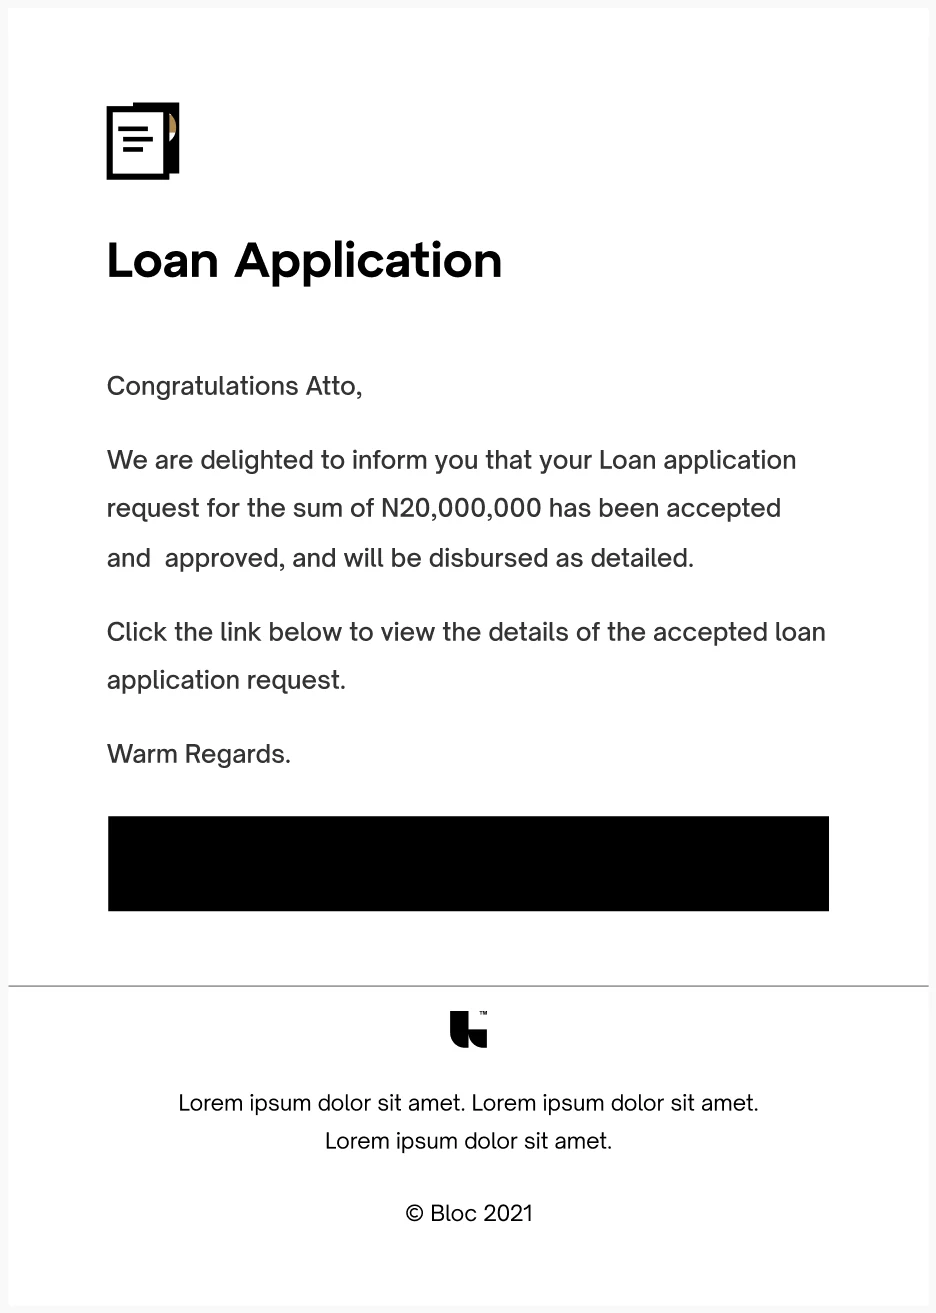 Loan Application
Congratulations Atto,
We are delighted to inform you that your Loan application
request for the sum of N20,000,000 has been accepted
and  approved, and will be disbursed as detailed.
Click the link below to view the details of the accepted loan
application request.
Warm Regards.
™
Lorem ipsum dolor sit amet. Lorem ipsum dolor sit amet.
Lorem ipsum dolor sit amet.
© Bloc 2021